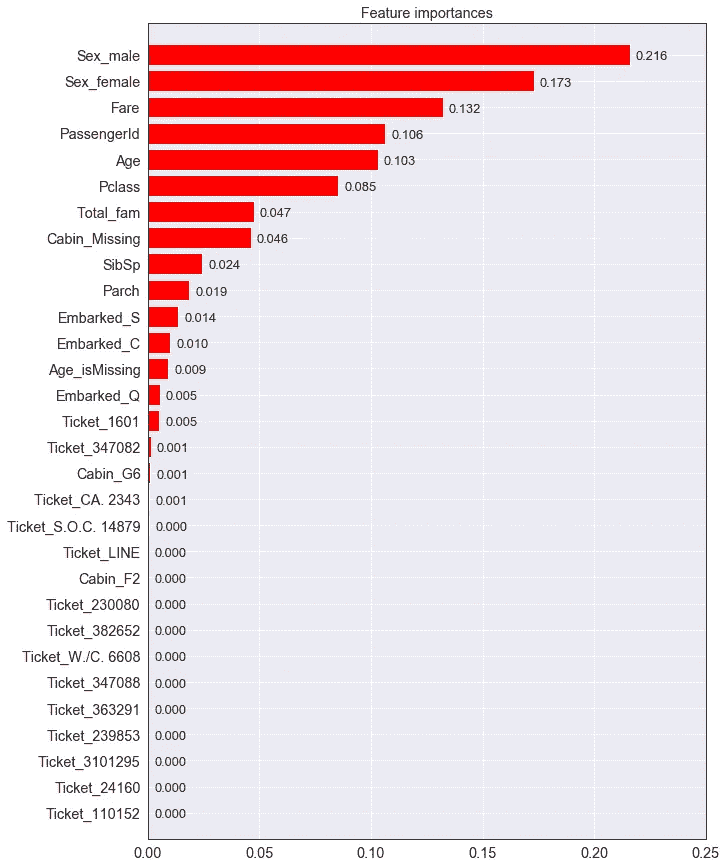 Feature importances
Sex_male 0.216
Sex_female 0.173
Fare 0.132
PassengerId 0.106
Age 0.103
Pclass 0.085
Total_fam 0.047
Cabin_Missing 0.046
SibSp 0.024
Parch 0.019
Embarked_S 0.014
Embarked_C 0.010
Age_isMissing 0.009
Embarked_Q 0.005
Ticket_1601 0.005
Ticket_347082 0.001
Cabin_G6 0.001
Ticket_CA. 2343 0.001
Ticket_S.O.C. 14879 0.000
Ticket_LINE 0.000
Cabin_F2 0.000
Ticket_230080 0.000
Ticket_382652 0.000
Ticket_W./C. 6608 0.000
Ticket_347088 0.000
Ticket_363291 0.000
Ticket_239853 0.000
Ticket_3101295 0.000
Ticket_24160 0.000
Ticket_110152 0.000
0.00 0.05 0.10 0.15 0.20 0.25